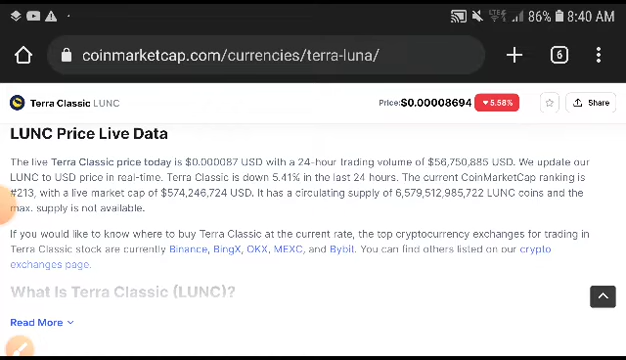 86% 8:40 AM
coinmarketcap.com/currencies/terra-luna/
6
Terra Classic LUNC Price:$0.00008694 ▾ 5.58% Share
LUNC Price Live Data
The live Terra Classic price today is $0.000087 USD with a 24-hour trading volume of $56,750,885 USD. We update our
LUNC to USD price in real-time. Terra Classic is down 5.41% in the last 24 hours. The current CoinMarketCap ranking is
#213, with a live market cap of $574,246,724 USD. It has a circulating supply of 6,579,512,985,722 LUNC coins and the
max. supply is not available.
If you would like to know where to buy Terra Classic at the current rate, the top cryptocurrency exchanges for trading in
Terra Classic stock are currently Binance, BingX, OKX, MEXC, and Bybit. You can find others listed on our crypto
exchanges page.
What Is Terra Classic (LUNC)?
Read More